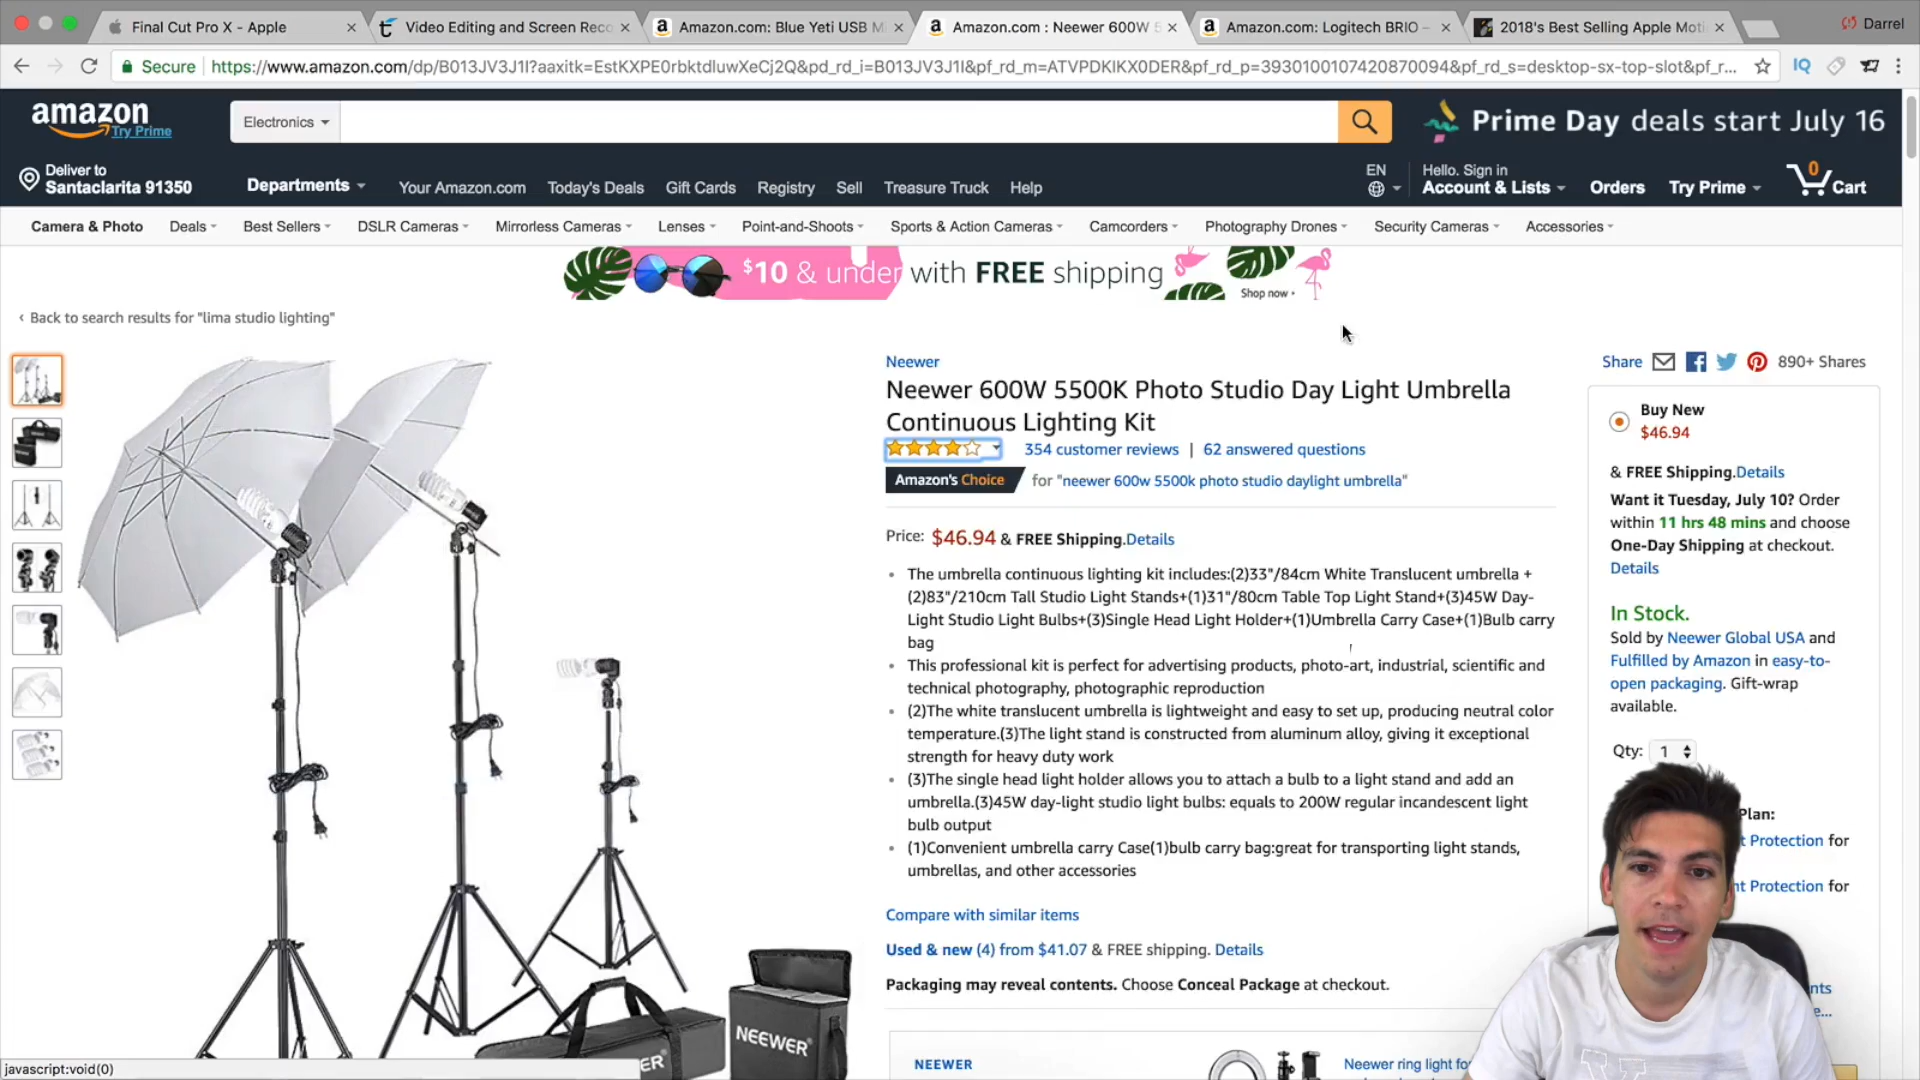 Final Cut Pro X - Apple
Video Editing and Screen Reco
Amazon.com: Blue Yeti USB Mi
Amazon.com : Neewer 600W 5
Amazon.com: Logitech BRIO –
2018's Best Selling Apple Moti
Darrel
Secure
https://www.amazon.com/dp/B013JV3J1I?aaxitk=EstKXPE0rbktdluwXeCj2Q&pd_rd_i=B013JV3J1I&pf_rd_m=ATVPDKIKX0DER&pf_rd_p=3930100107420870094&pf_rd_s=desktop-sx-top-slot&pf_r...
IQ
amazon
Try Prime
Electronics
Prime Day deals start July 16
Deliver to
Santaclarita 91350
Departments
Your Amazon.com
Today's Deals
Gift Cards
Registry
Sell
Treasure Truck
Help
EN
Hello. Sign in
Account & Lists
Orders
Try Prime
0
Cart
Camera & Photo
Deals
Best Sellers
DSLR Cameras
Mirrorless Cameras
Lenses
Point-and-Shoots
Sports & Action Cameras
Camcorders
Photography Drones
Security Cameras
Accessories
$10 & under with FREE shipping
Shop now
‹ Back to search results for "lima studio lighting"
Neewer
Neewer 600W 5500K Photo Studio Day Light Umbrella
Continuous Lighting Kit
354 customer reviews | 62 answered questions
Amazon's Choice for "neewer 600w 5500k photo studio daylight umbrella"
Price: $46.94 & FREE Shipping.Details
• The umbrella continuous lighting kit includes:(2)33"/84cm White Translucent umbrella +
(2)83"/210cm Tall Studio Light Stands+(1)31"/80cm Table Top Light Stand+(3)45W Day-
Light Studio Light Bulbs+(3)Single Head Light Holder+(1)Umbrella Carry Case+(1)Bulb carry
bag
• This professional kit is perfect for advertising products, photo-art, industrial, scientific and
technical photography, photographic reproduction
• (2)The white translucent umbrella is lightweight and easy to set up, producing neutral color
temperature.(3)The light stand is constructed from aluminum alloy, giving it exceptional
strength for heavy duty work
• (3)The single head light holder allows you to attach a bulb to a light stand and add an
umbrella.(3)45W day-light studio light bulbs: equals to 200W regular incandescent light
bulb output
• (1)Convenient umbrella carry Case(1)bulb carry bag:great for transporting light stands,
umbrellas, and other accessories
Compare with similar items
Used & new (4) from $41.07 & FREE shipping. Details
Packaging may reveal contents. Choose Conceal Package at checkout.
NEEWER
Neewer ring light fo
Share
890+ Shares
Buy New
$46.94
& FREE Shipping.Details
Want it Tuesday, July 10? Order
within 11 hrs 48 mins and choose
One-Day Shipping at checkout.
Details
In Stock.
Sold by Neewer Global USA and
Fulfilled by Amazon in easy-to-
open packaging. Gift-wrap
available.
Qty: 1
Plan:
t Protection for
nt Protection for
nts
e...
NEEWER
ER
javascript:void(0)